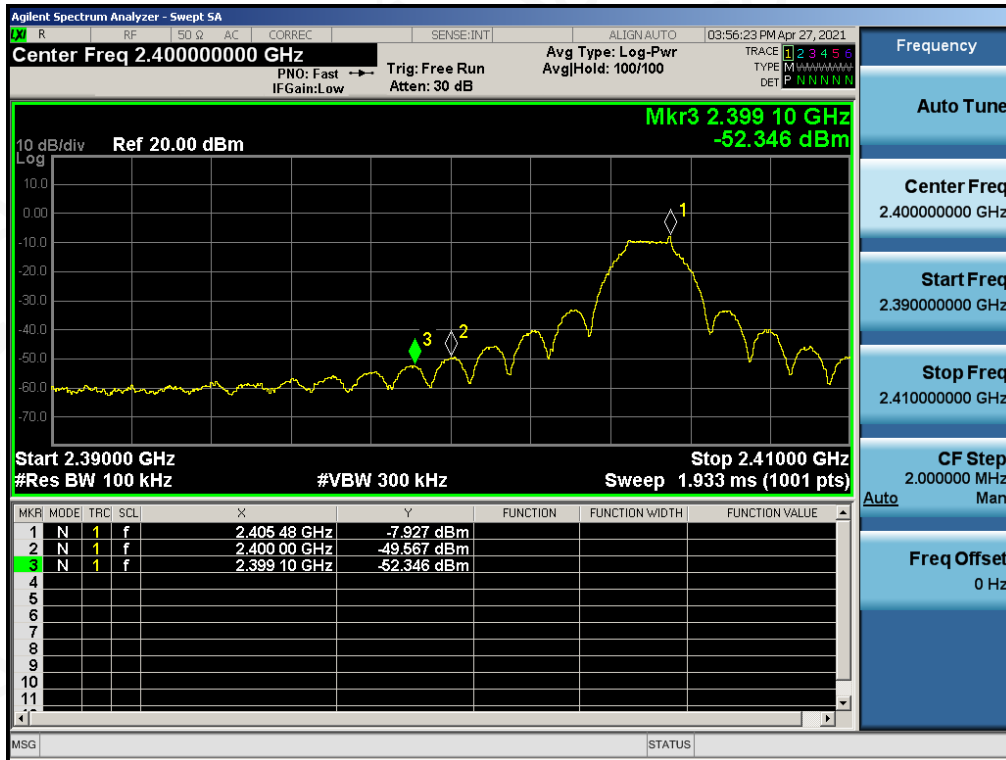 Agilent Spectrum Analyzer - Swept SA
LXI R RF 50 Ω AC CORREC SENSE:INT ALIGN AUTO 03:56:23 PM Apr 27, 2021
Center Freq 2.400000000 GHz
PNO: Fast
IFGain:Low
Trig: Free Run
Atten: 30 dB
Avg Type: Log-Pwr
Avg|Hold: 100/100
TRACE 1 2 3 4 5 6
TYPE MWWWWW
DET P N N N N N
Mkr3 2.399 10 GHz
-52.346 dBm
10 dB/div Ref 20.00 dBm
Log
10.0
0.00
-10.0
-20.0
-30.0
-40.0
-50.0
-60.0
-70.0
1
2
3
Start 2.39000 GHz Stop 2.41000 GHz
#Res BW 100 kHz #VBW 300 kHz Sweep 1.933 ms (1001 pts)
MKR MODE TRC SCL X Y FUNCTION FUNCTION WIDTH FUNCTION VALUE
1 N 1 f 2.405 48 GHz -7.927 dBm
2 N 1 f 2.400 00 GHz -49.567 dBm
3 N 1 f 2.399 10 GHz -52.346 dBm
4
5
6
7
8
9
10
11
MSG STATUS
Frequency
Auto Tune
Center Freq
2.400000000 GHz
Start Freq
2.390000000 GHz
Stop Freq
2.410000000 GHz
CF Step
2.000000 MHz
Auto Man
Freq Offset
0 Hz